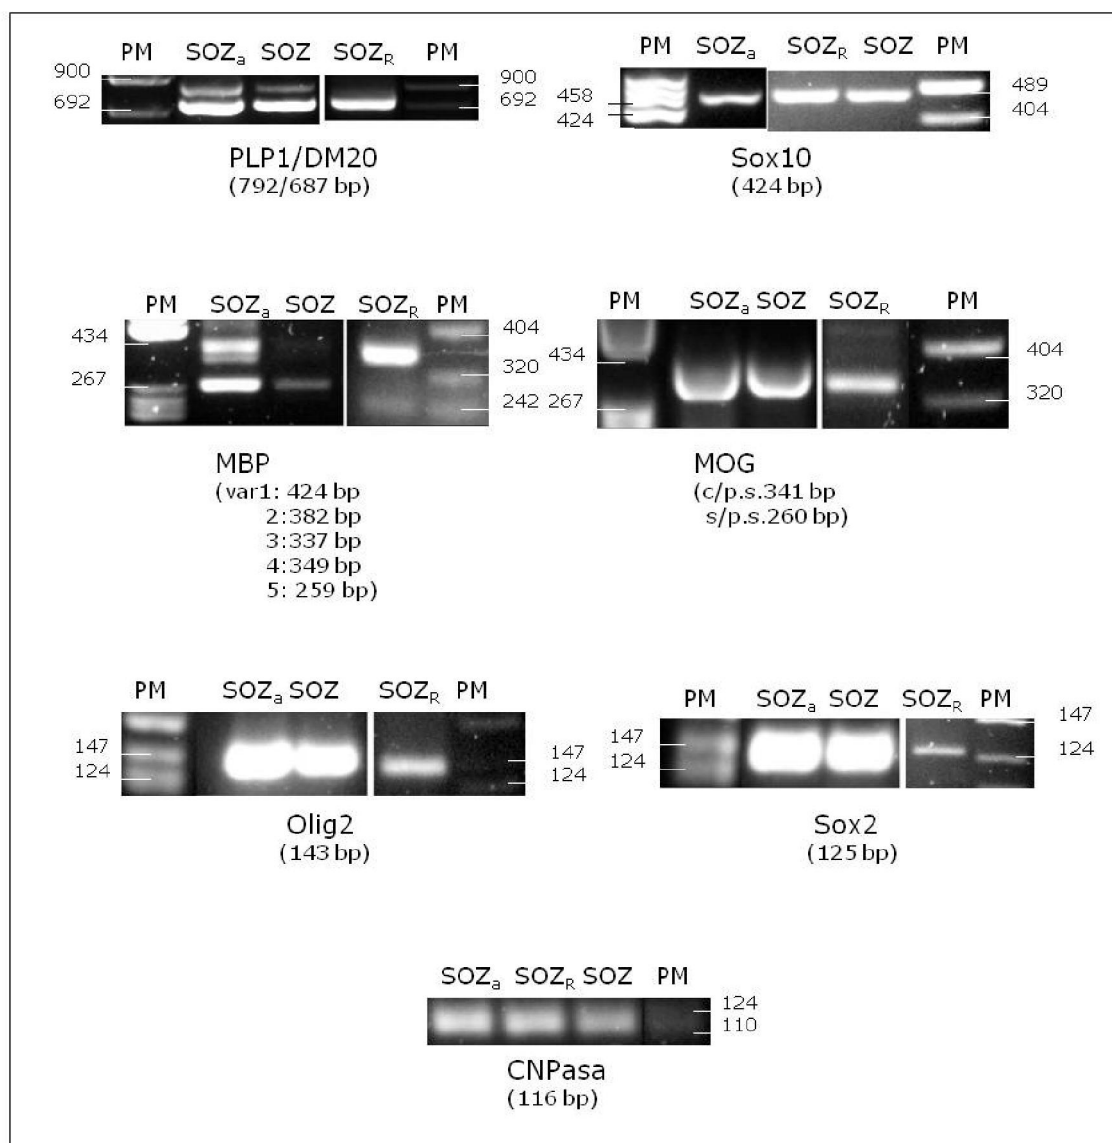 PM SOZa SOZ SOZR PM
900
692
900
692
PLP1/DM20
(792/687 bp)
PM SOZa SOZR SOZ PM
458
424
489
404
Sox10
(424 bp)
PM SOZa SOZ SOZR PM
434
267
404
320
242
MBP
(var1: 424 bp
2:382 bp
3:337 bp
4:349 bp
5: 259 bp)
PM SOZa SOZ SOZR PM
434
267
404
320
MOG
(c/p.s.341 bp
s/p.s.260 bp)
PM SOZa SOZ SOZR PM
147
124
147
124
Olig2
(143 bp)
PM SOZa SOZ SOZR PM
147
124
147
124
Sox2
(125 bp)
SOZa SOZR SOZ PM
124
110
CNPasa
(116 bp)